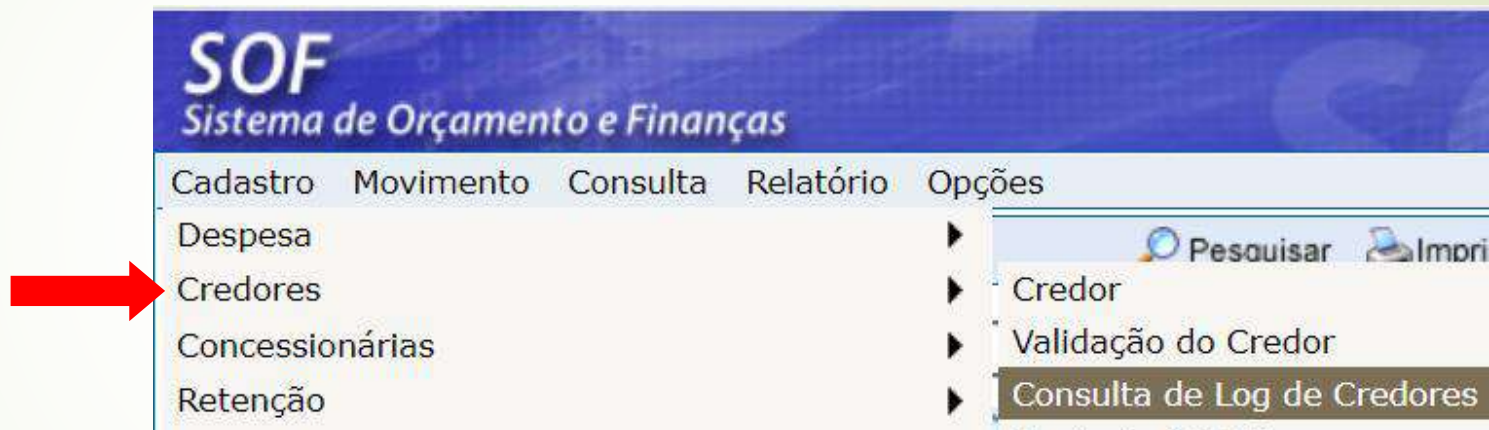 SOF
Sistema de Orçamento e Finanças
Cadastro Movimento Consulta Relatório Opções
Despesa
Pesquisar Impri
Credores
Credor
Concessionárias
Validação do Credor
Retenção
Consulta de Log de Credores